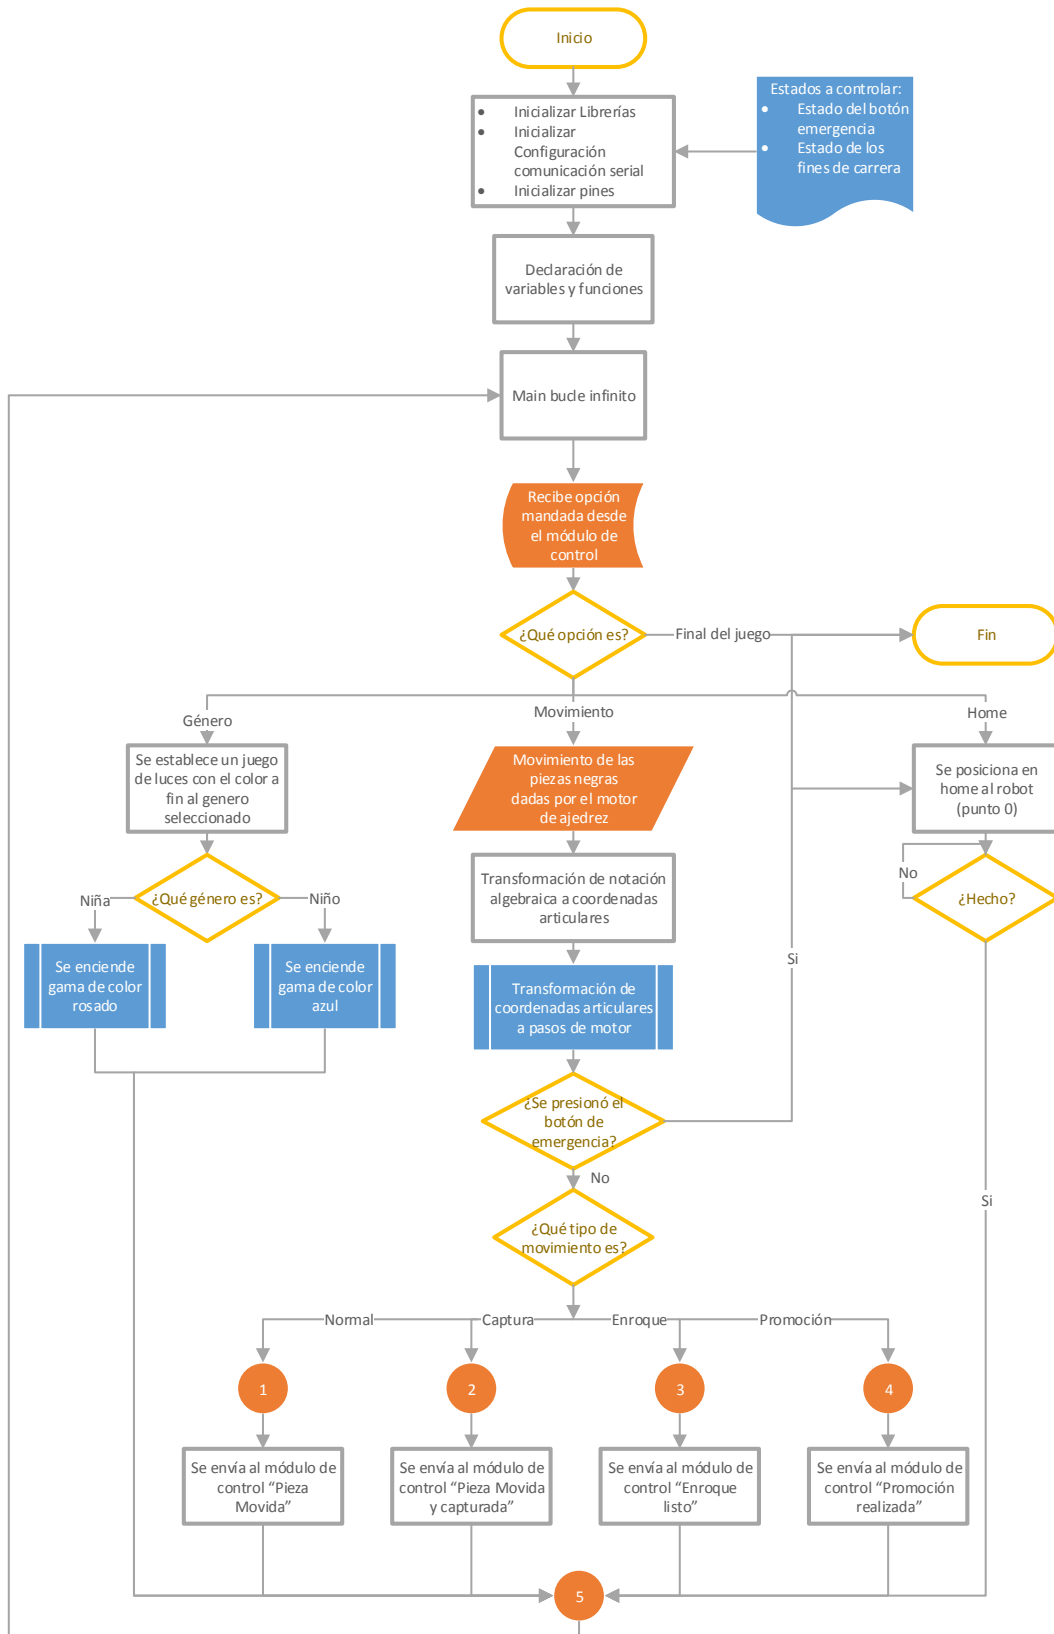 Inicio
• Inicializar Librerías
• Inicializar
Configuración
comunicación serial
• Inicializar pines
Estados a controlar:
• Estado del botón
emergencia
• Estado de los
fines de carrera
Declaración de
variables y funciones
Main bucle infinito
Recibe opción
mandada desde
el módulo de
control
¿Qué opción es?
Final del juego
Fin
Género
Movimiento
Home
Se establece un juego
de luces con el color a
fin al genero
seleccionado
Movimiento de las
piezas negras
dadas por el motor
de ajedrez
Se posiciona en
home al robot
(punto 0)
¿Qué género es?
Niña
Niño
Transformación de notación
algebraica a coordenadas
articulares
No
¿Hecho?
Se enciende
gama de color
rosado
Se enciende
gama de color
azul
Transformación de
coordenadas articulares
a pasos de motor
Si
¿Se presionó el
botón de
emergencia?
No
Si
¿Qué tipo de
movimiento es?
Normal
Captura
Enroque
Promoción
1
2
3
4
Se envía al módulo de
control “Pieza
Movida”
Se envía al módulo de
control “Pieza Movida
y capturada”
Se envía al módulo de
control “Enroque
listo”
Se envía al módulo de
control “Promoción
realizada”
5